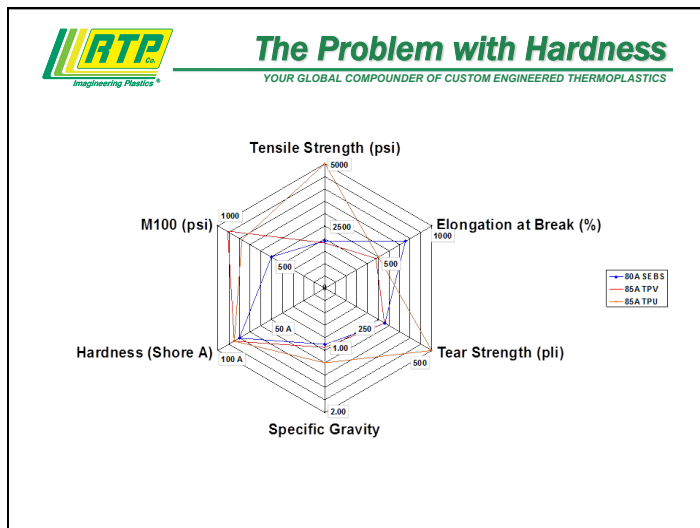 RTP
Co.
Imagineering Plastics®
The Problem with Hardness
YOUR GLOBAL COMPOUNDER OF CUSTOM ENGINEERED THERMOPLASTICS
Tensile Strength (psi)
5000
M100 (psi)
1000
2500
Elongation at Break (%)
1000
500
500
0
80A SEBS
85A TPV
85A TPU
50 A
250
Hardness (Shore A)
100 A
1.00
Tear Strength (pli)
500
2.00
Specific Gravity